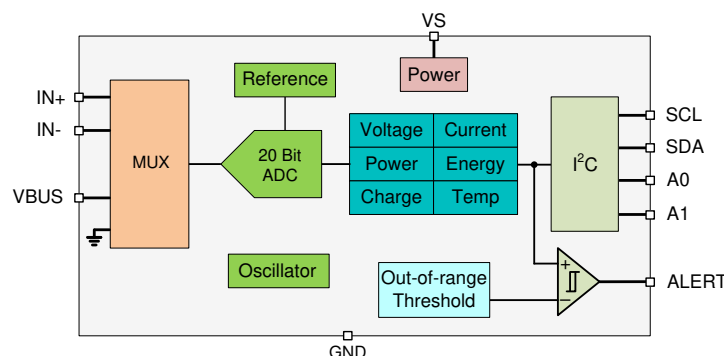 VS
Reference
Power
IN+
IN-
VBUS
MUX
20 Bit
ADC
Voltage
Current
Power
Energy
Charge
Temp
I²C
SCL
SDA
A0
A1
Oscillator
Out-of-range
Threshold
+
−
ALERT
GND